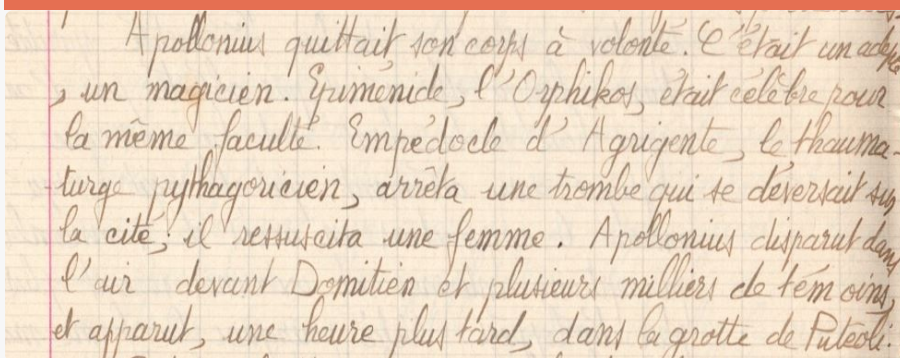 Apollonius quittait son corps à volonté. C'était un adepte
, un magicien. Epiménide, l'Orphikos, était célèbre pour
la même faculté. Empédocle d'Agrigente, le thauma-
turge pythagoricien, arrêta une trombe qui se déversait sur
la cité; il ressuscita une femme. Apollonius disparut dans
l'air devant Domitien et plusieurs milliers de témoins,
et apparut, une heure plus tard, dans la grotte de Putéoli.